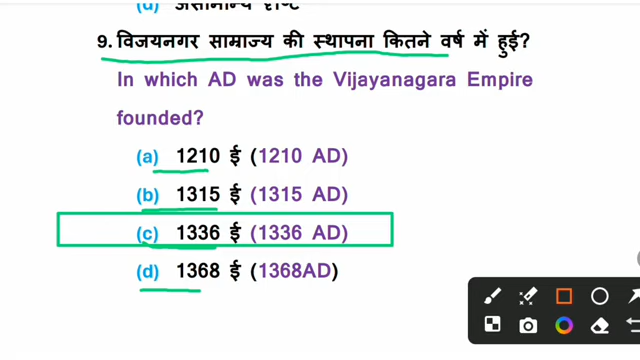 (d) असामान्य दृष्टि
9. विजयनगर साम्राज्य की स्थापना कितने वर्ष में हुई?
In which AD was the Vijayanagara Empire
founded?
(a) 1210 ई (1210 AD)
(b) 1315 ई (1315 AD)
(c) 1336 ई (1336 AD)
(d) 1368 ई (1368AD)